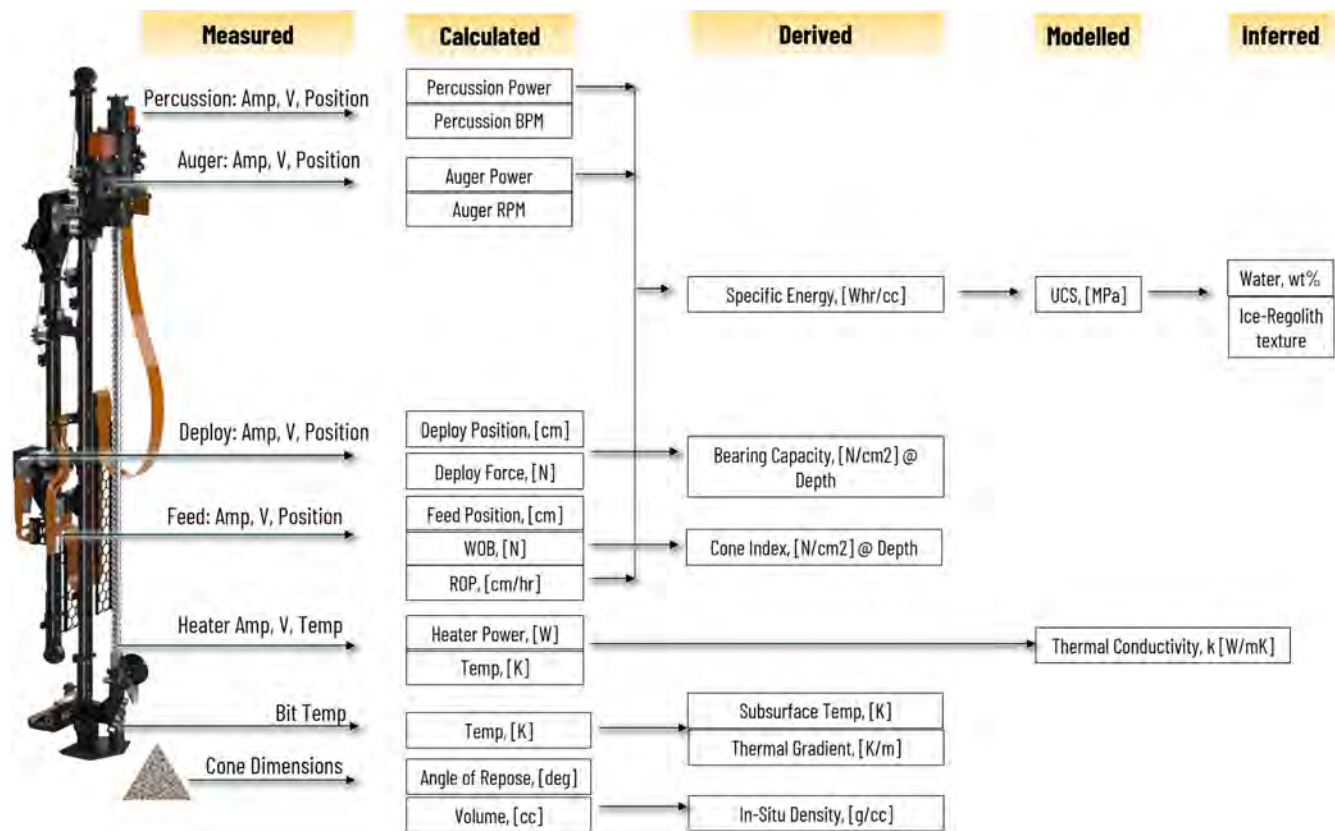 Measured
Calculated
Derived
Modelled
Inferred
Percussion: Amp, V, Position
Percussion Power
Percussion BPM
Auger: Amp, V, Position
Auger Power
Auger RPM
Specific Energy, [Whr/cc]
UCS, [MPa]
Water, wt%
Ice-Regolith
texture
Deploy: Amp, V, Position
Deploy Position, [cm]
Deploy Force, [N]
Bearing Capacity, [N/cm2] @
Depth
Feed: Amp, V, Position
Feed Position, [cm]
WOB, [N]
ROP, [cm/hr]
Cone Index, [N/cm2] @ Depth
Heater Amp, V, Temp
Heater Power, [W]
Temp, [K]
Thermal Conductivity, k [W/mK]
Bit Temp
Temp, [K]
Subsurface Temp, [K]
Thermal Gradient, [K/m]
Cone Dimensions
Angle of Repose, [deg]
Volume, [cc]
In-Situ Density, [g/cc]